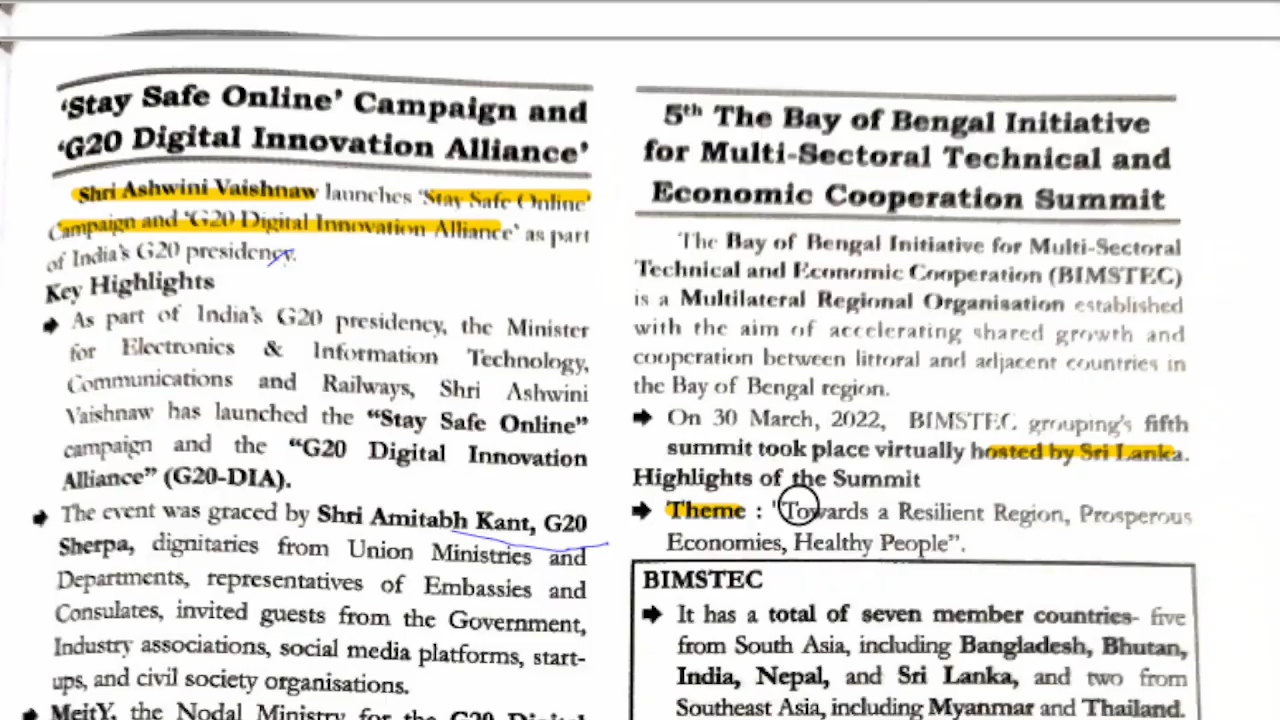 ‘Stay Safe Online’ Campaign and
‘G20 Digital Innovation Alliance’
Shri Ashwini Vaishnaw launches ‘Stay Safe Online’
Campaign and ‘G20 Digital Innovation Alliance’ as part
of India’s G20 presidency.
Key Highlights
➔ As part of India’s G20 presidency, the Minister
for Electronics & Information Technology,
Communications and Railways, Shri Ashwini
Vaishnaw has launched the “Stay Safe Online”
campaign and the “G20 Digital Innovation
Alliance” (G20-DIA).
➔ The event was graced by Shri Amitabh Kant, G20
Sherpa, dignitaries from Union Ministries and
Departments, representatives of Embassies and
Consulates, invited guests from the Government,
Industry associations, social media platforms, start-
ups, and civil society organisations.
➔ MeitY, the Nodal Ministry for the G20 Digital
5th The Bay of Bengal Initiative
for Multi-Sectoral Technical and
Economic Cooperation Summit
The Bay of Bengal Initiative for Multi-Sectoral
Technical and Economic Cooperation (BIMSTEC)
is a Multilateral Regional Organisation established
with the aim of accelerating shared growth and
cooperation between littoral and adjacent countries in
the Bay of Bengal region.
➔ On 30 March, 2022, BIMSTEC grouping’s fifth
summit took place virtually hosted by Sri Lanka.
Highlights of the Summit
➔ Theme : "Towards a Resilient Region, Prosperous
Economies, Healthy People”.
BIMSTEC
➔ It has a total of seven member countries- five
from South Asia, including Bangladesh, Bhutan,
India, Nepal, and Sri Lanka, and two from
Southeast Asia, including Myanmar and Thailand.